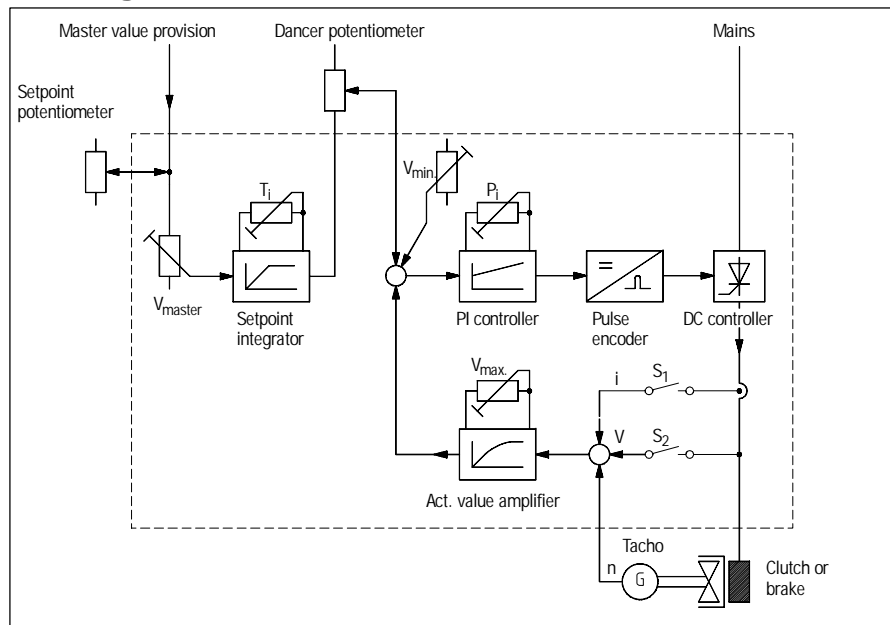 Master value provision
Dancer potentiometer
Mains
Setpoint
potentiometer
Vmin.
Ti
Pi
Vmaster
Setpoint
integrator
PI controller
=
Pulse
encoder
DC controller
Vmax.
i
S1
V
S2
Act. value amplifier
Tacho
n
G
Clutch or
brake